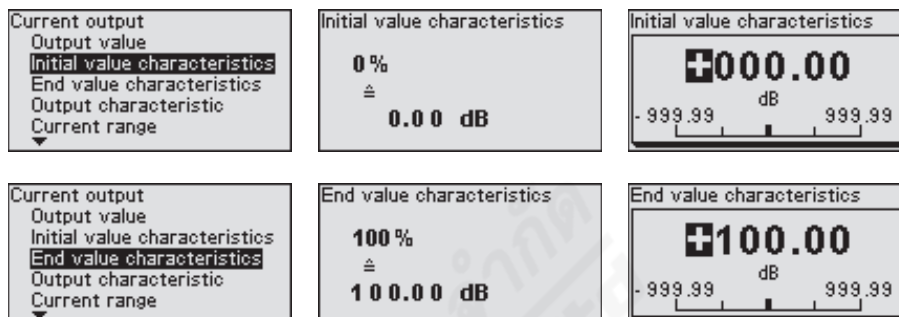 Current output
Output value
Initial value characteristics
End value characteristics
Output characteristic
Current range
Initial value characteristics
0 %
≙
0.00 dB
Initial value characteristics
+000.00
dB
- 999.99 999.99
Current output
Output value
Initial value characteristics
End value characteristics
Output characteristic
Current range
End value characteristics
100 %
≙
100.00 dB
End value characteristics
+100.00
dB
- 999.99 999.99